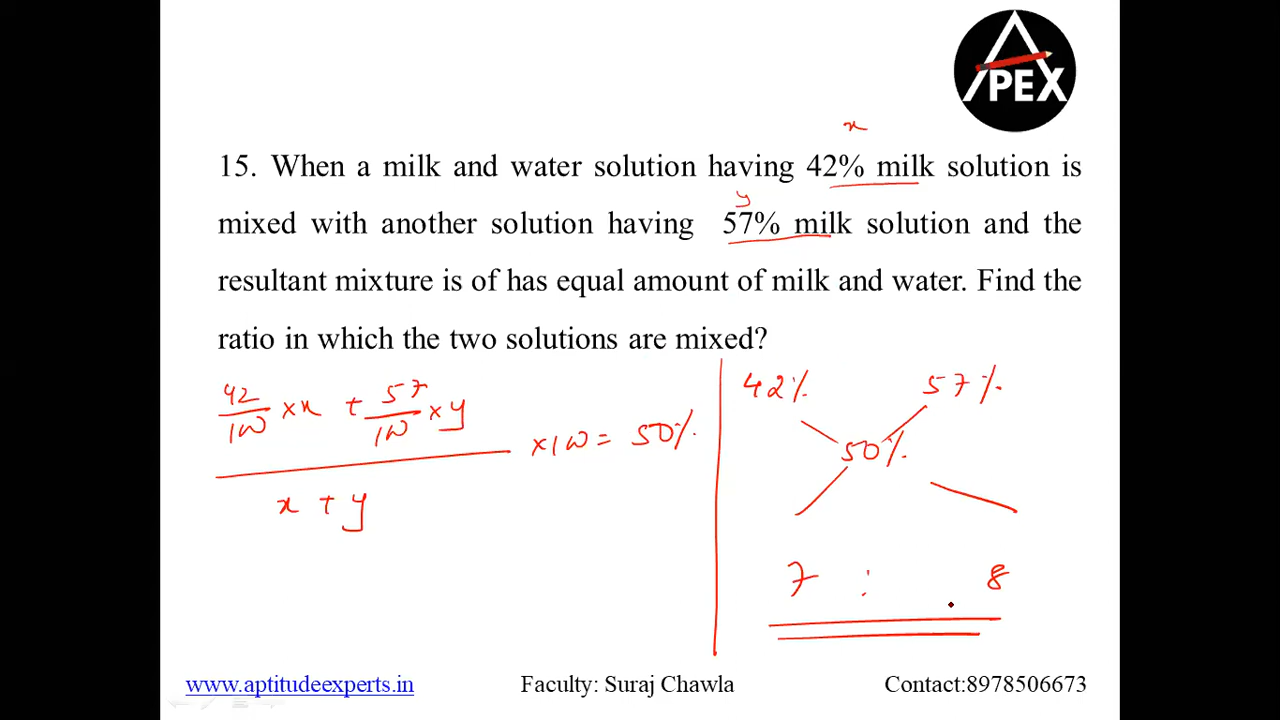 APEX
x
15. When a milk and water solution having 42% milk solution is
y
mixed with another solution having 57% milk solution and the
resultant mixture is of has equal amount of milk and water. Find the
ratio in which the two solutions are mixed?
42/100 × x + 57/100 × y
x + y
×100 = 50%
42% 57%
50%
7 : 8
www.aptitudeexperts.in Faculty: Suraj Chawla Contact:8978506673